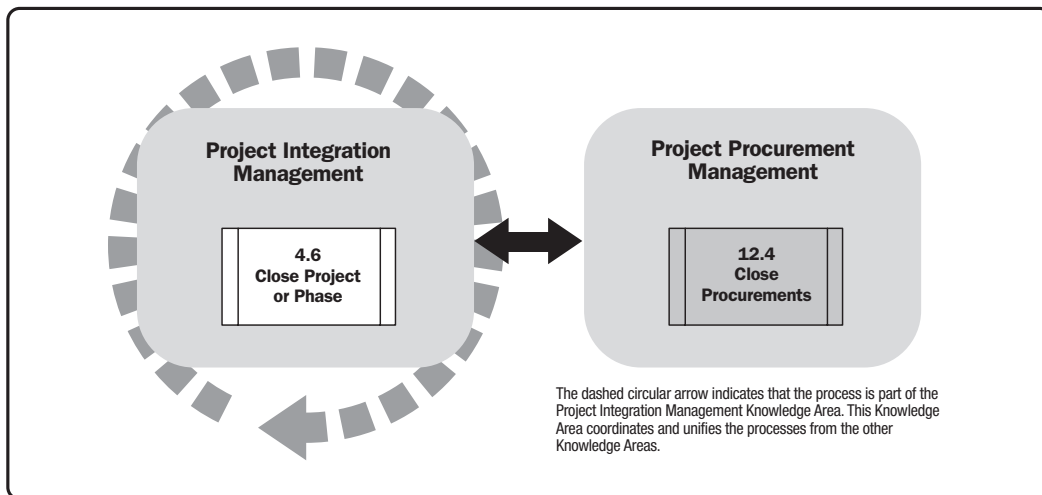 Project Integration
Management
4.6
Close Project
or Phase
Project Procurement
Management
12.4
Close
Procurements
The dashed circular arrow indicates that the process is part of the
Project Integration Management Knowledge Area. This Knowledge
Area coordinates and unifies the processes from the other
Knowledge Areas.